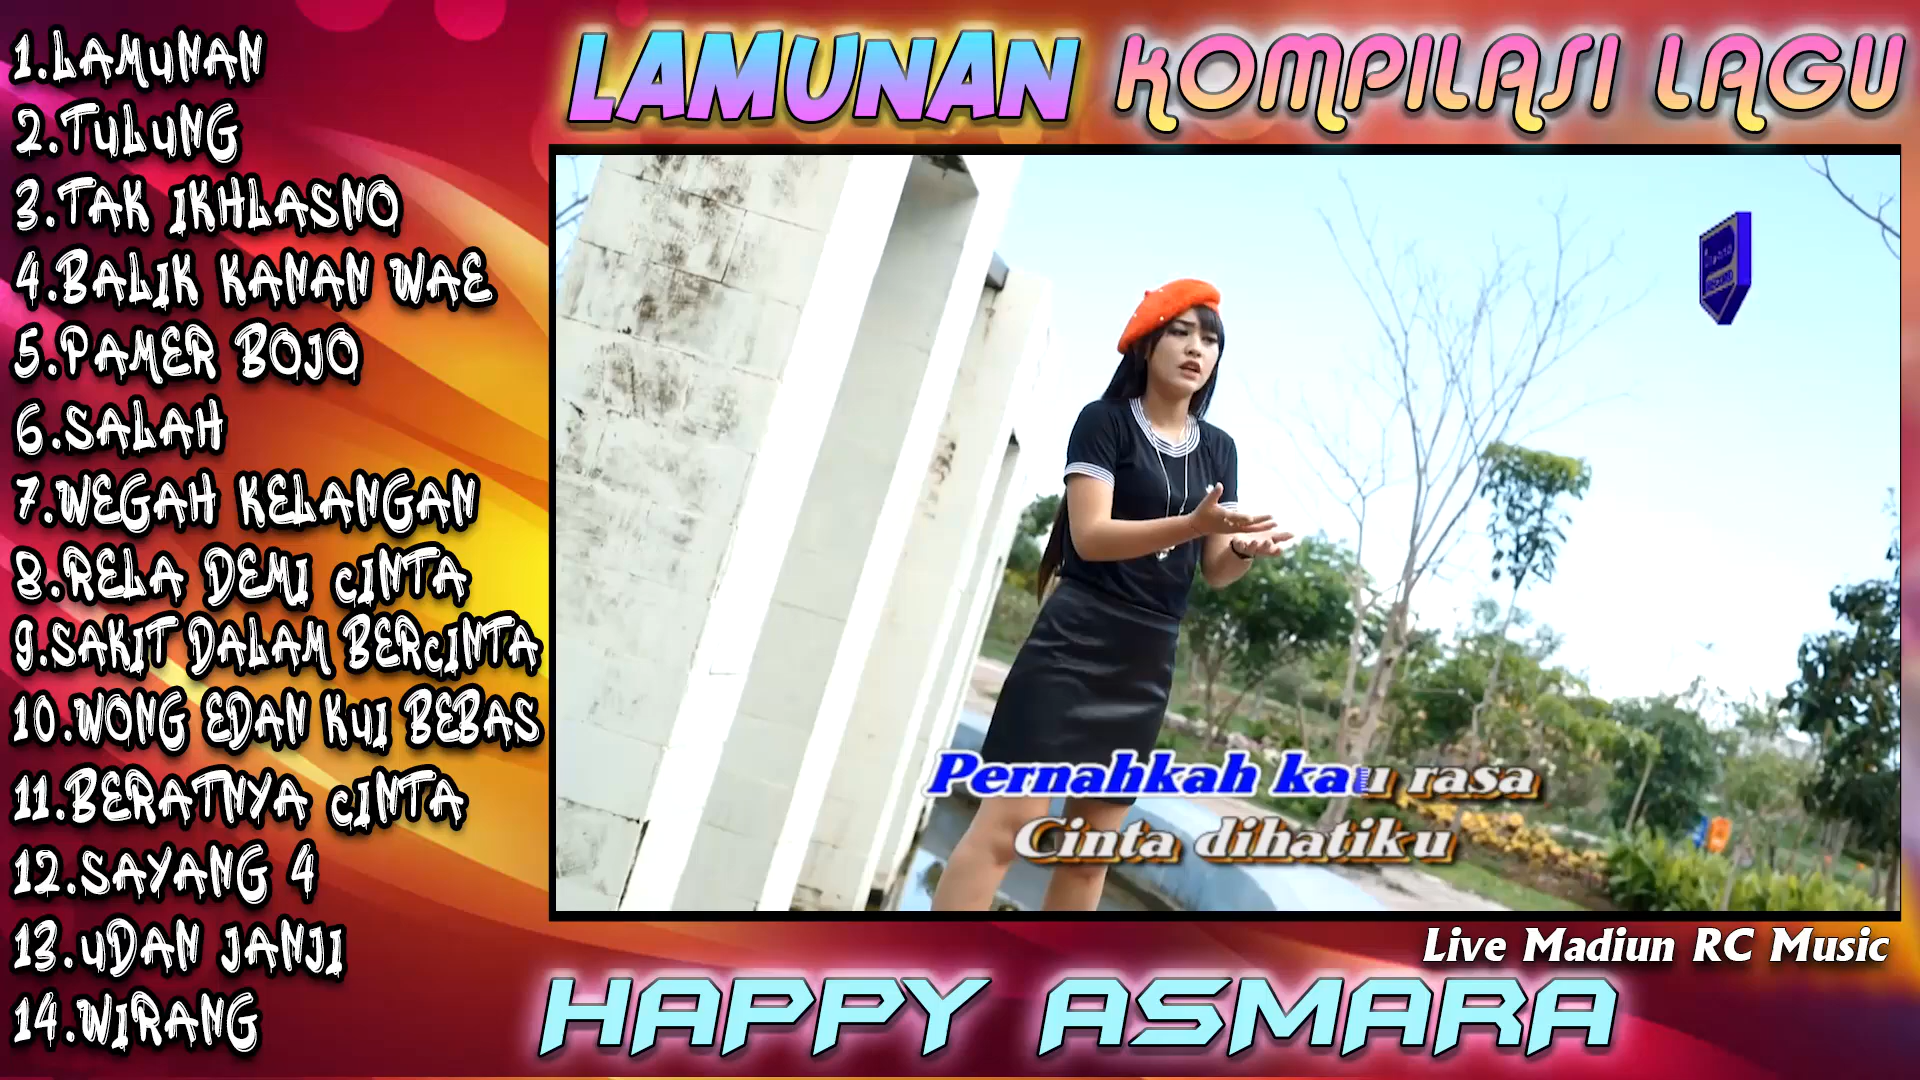 1.LAMUNAN
2.TULUNG
3.TAK IKHLASNO
4.BALIK KANAN WAE
5.PAMER BOJO
6.SALAH
7.WEGAH KELANGAN
8.RELA DEMI CINTA
9.SAKIT DALAM BERCINTA
10.WONG EDAN KUI BEBAS
11.BERATNYA CINTA
12.SAYANG 4
13.UDAN JANJI
14.WIRANG
LAMUNAN KOMPILASI LAGU
Pernahkah kau rasa
Cinta dihatiku
Live Madiun RC Music
HAPPY ASMARA